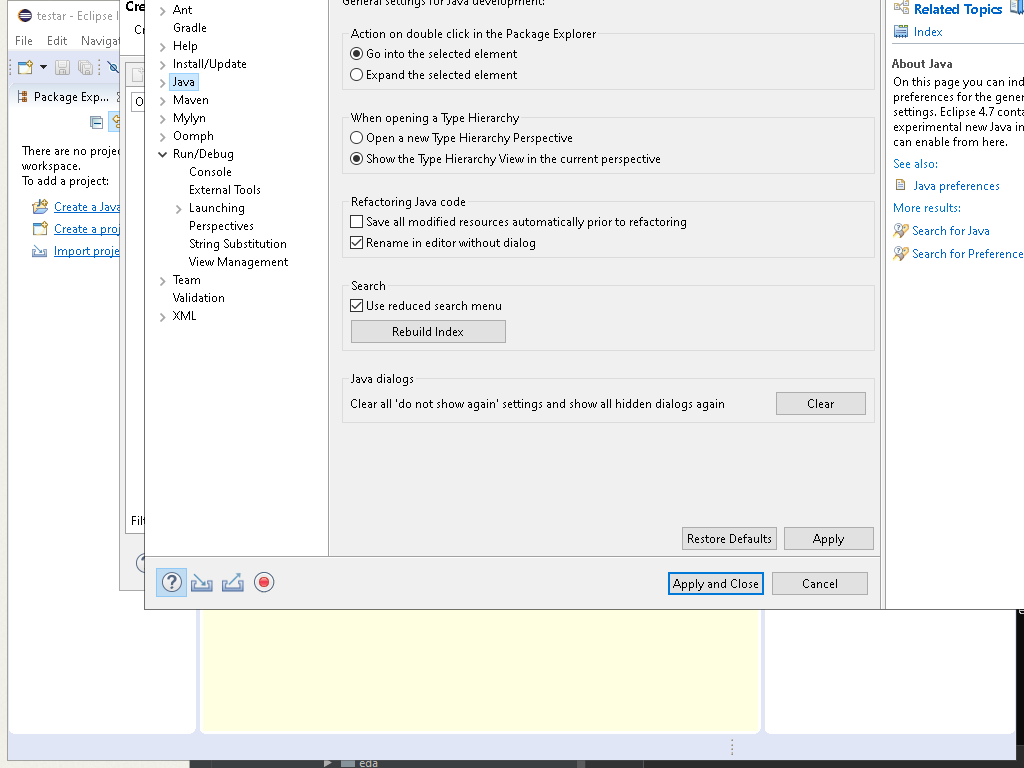 testar - Eclipse
File Edit Navigat
Package Exp...
There are no proje
workspace.
To add a project:
Create a Java
Create a proj
Import proje
Cre
Cr
O
Filt
Ant
Gradle
Help
Install/Update
Java
Maven
Mylyn
Oomph
Run/Debug
Console
External Tools
Launching
Perspectives
String Substitution
View Management
Team
Validation
XML
General settings for Java development:
Action on double click in the Package Explorer
Go into the selected element
Expand the selected element
When opening a Type Hierarchy
Open a new Type Hierarchy Perspective
Show the Type Hierarchy View in the current perspective
Refactoring Java code
Save all modified resources automatically prior to refactoring
Rename in editor without dialog
Search
Use reduced search menu
Rebuild Index
Java dialogs
Clear all 'do not show again' settings and show all hidden dialogs again
Clear
Restore Defaults Apply
Apply and Close Cancel
Related Topics
Index
About Java
On this page you can ind
preferences for the gener
settings. Eclipse 4.7 conta
experimental new Java in
can enable from here.
See also:
Java preferences
More results:
Search for Java
Search for Preference
eda